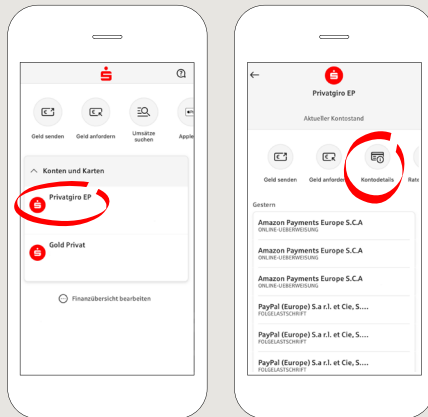 Geld senden
Geld anfordern
Umsätze
suchen
Apple
Konten und Karten
Privatgiro EP
Gold Privat
Finanzübersicht bearbeiten
Privatgiro EP
Aktueller Kontostand
Geld senden
Geld anforder
Kontodetails
Rate
Gestern
Amazon Payments Europe S.C.A
ONLINE-UEBERWEISUNG
Amazon Payments Europe S.C.A
ONLINE-UEBERWEISUNG
Amazon Payments Europe S.C.A
ONLINE-UEBERWEISUNG
PayPal (Europe) S.a r.l. et Cie, S....
FOLGELASTSCHRIFT
PayPal (Europe) S.a r.l. et Cie, S....
FOLGELASTSCHRIFT
PayPal (Europe) S.a r.l. et Cie, S....
FOLGELASTSCHRIFT